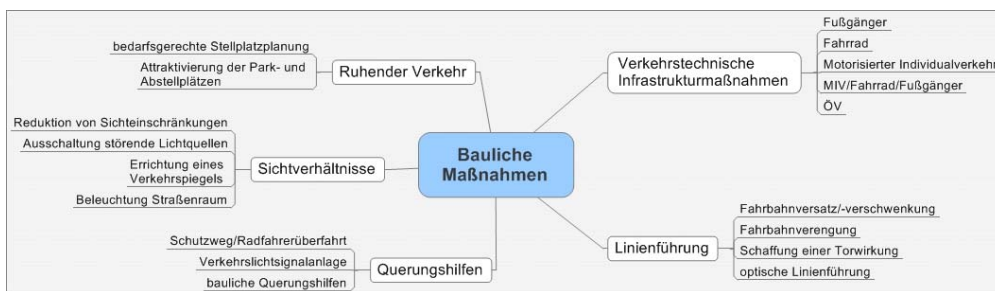 Bauliche
Maßnahmen
Ruhender Verkehr
bedarfsgerechte Stellplatzplanung
Attraktivierung der Park- und
Abstellplätzen
Sichtverhältnisse
Reduktion von Sichteinschränkungen
Ausschaltung störende Lichtquellen
Errichtung eines
Verkehrspiegels
Beleuchtung Straßenraum
Querungshilfen
Schutzweg/Radfahrerüberfahrt
Verkehrslichtsignalanlage
bauliche Querungshilfen
Verkehrstechnische
Infrastrukturmaßnahmen
Fußgänger
Fahrrad
Motorisierter Individualverkehr
MIV/Fahrrad/Fußgänger
ÖV
Linienführung
Fahrbahnversatz/-verschwenkung
Fahrbahnverengung
Schaffung einer Torwirkung
optische Linienführung